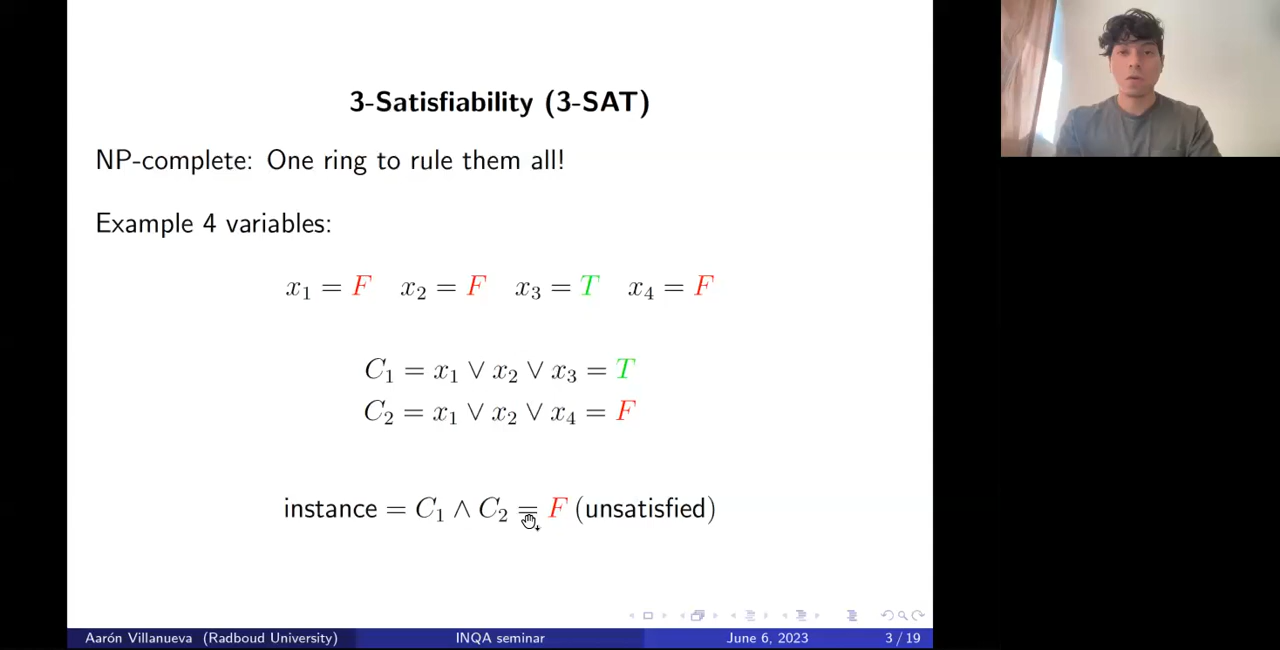 3-Satisfiability (3-SAT)
NP-complete: One ring to rule them all!
Example 4 variables:
x₁ = F x₂ = F x₃ = T x₄ = F
C₁ = x₁ ∨ x₂ ∨ x₃ = T
C₂ = x₁ ∨ x₂ ∨ x₄ = F
instance = C₁ ∧ C₂ = F (unsatisfied)
Aarón Villanueva (Radboud University) INQA seminar June 6, 2023 3 / 19